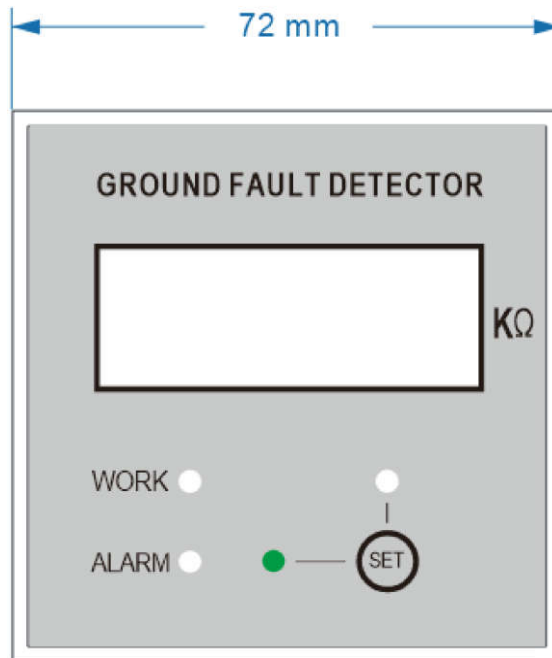 72 mm
GROUND FAULT DETECTOR
KΩ
WORK
ALARM
SET